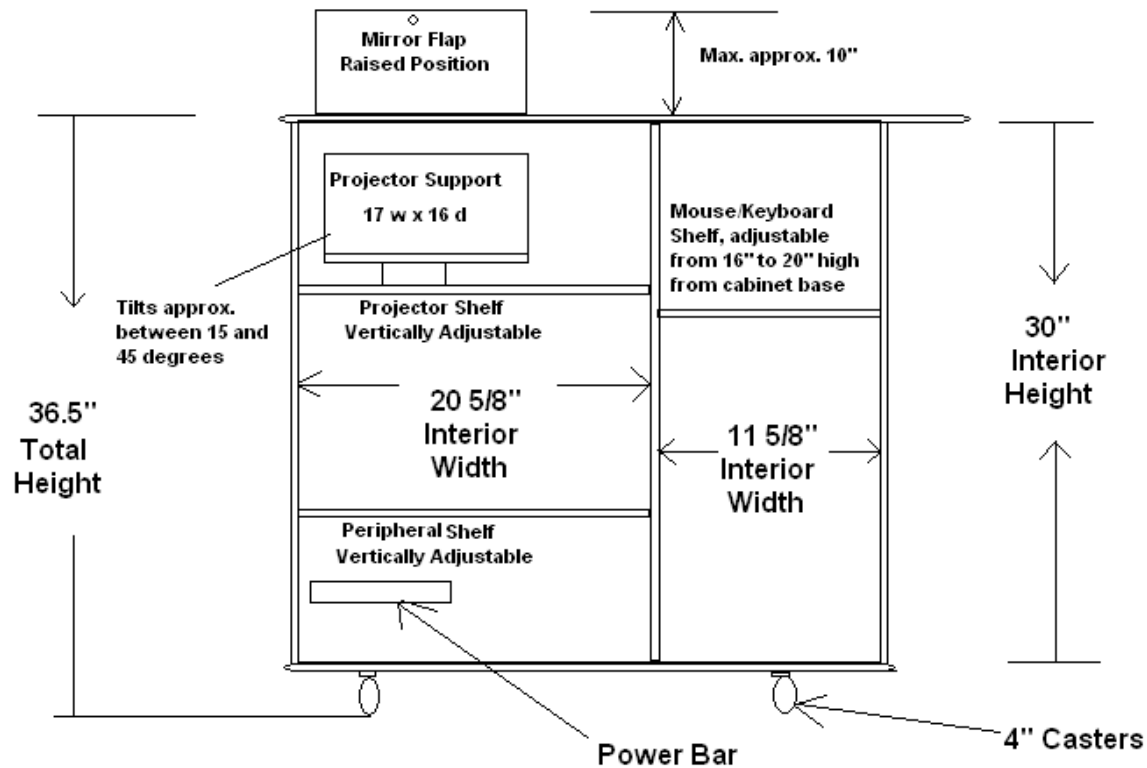 Mirror Flap
Raised Position
Max. approx. 10"
Projector Support
17 w x 16 d
Mouse/Keyboard
Shelf, adjustable
from 16" to 20" high
from cabinet base
Tilts approx.
between 15 and
45 degrees
Projector Shelf
Vertically Adjustable
36.5"
Total
Height
20 5/8"
Interior
Width
11 5/8"
Interior
Width
30"
Interior
Height
Peripheral Shelf
Vertically Adjustable
Power Bar
4" Casters